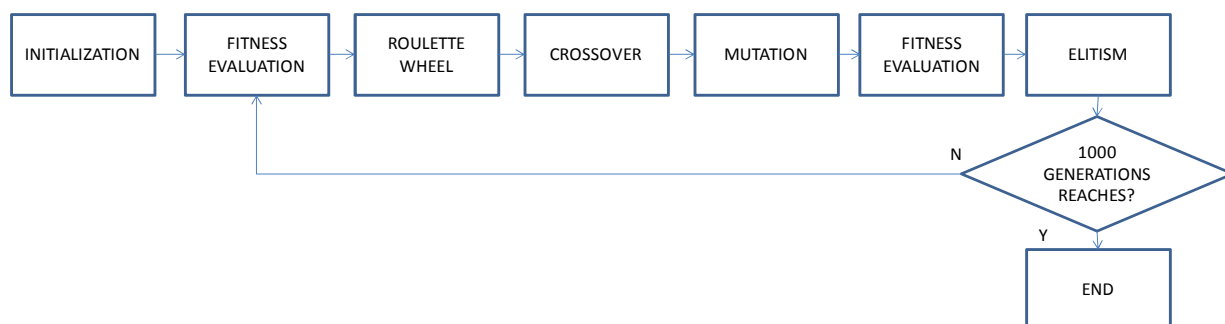 INITIALIZATION
FITNESS
EVALUATION
ROULETTE
WHEEL
CROSSOVER
MUTATION
FITNESS
EVALUATION
ELITISM
N
1000
GENERATIONS
REACHES?
Y
END